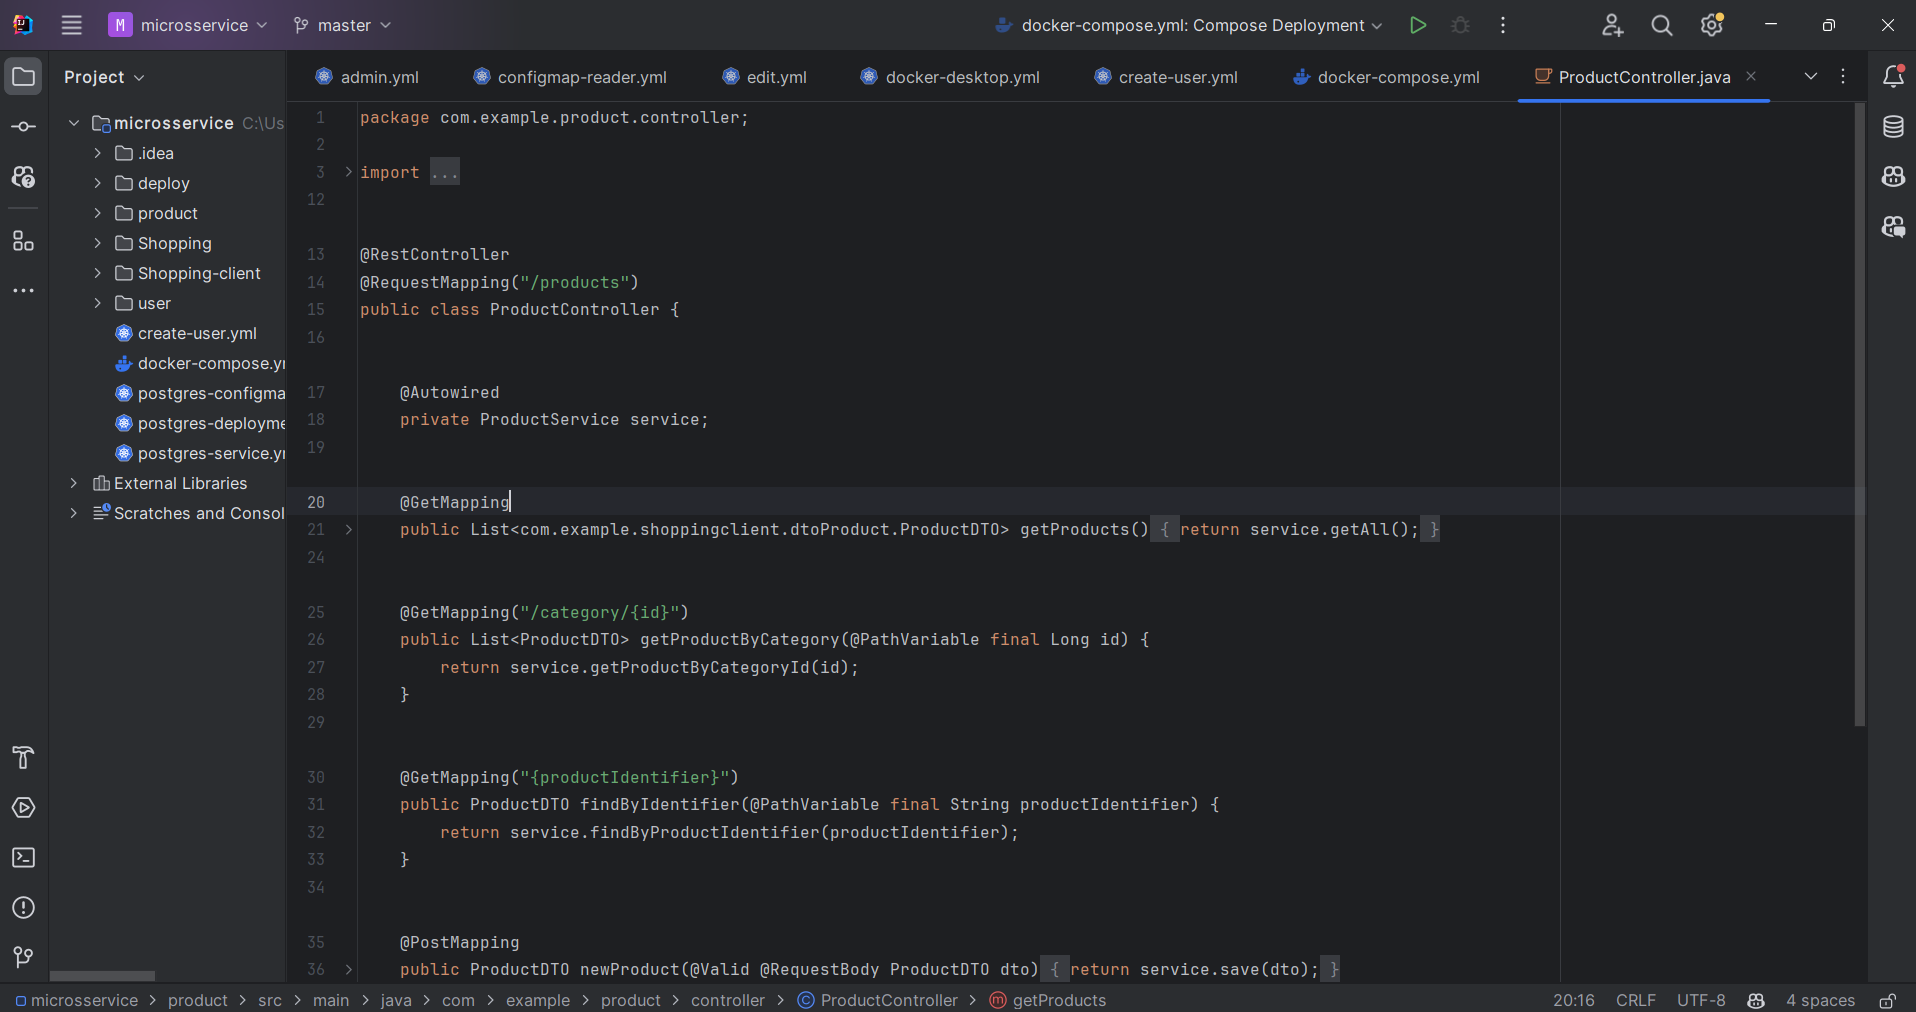 M microsservice master docker-compose.yml: Compose Deployment
Project
admin.yml configmap-reader.yml edit.yml docker-desktop.yml create-user.yml docker-compose.yml ProductController.java
microsservice C:\Us
.idea
deploy
product
Shopping
Shopping-client
user
create-user.yml
docker-compose.yr
postgres-configma
postgres-deployme
postgres-service.yr
External Libraries
Scratches and Consol
1 package com.example.product.controller;
2
3 import ...
12
13 @RestController
14 @RequestMapping("/products")
15 public class ProductController {
16
17 @Autowired
18 private ProductService service;
19
20 @GetMapping
21 public List<com.example.shoppingclient.dtoProduct.ProductDTO> getProducts() { return service.getAll(); }
24
25 @GetMapping("/category/{id}")
26 public List<ProductDTO> getProductByCategory(@PathVariable final Long id) {
27 return service.getProductByCategoryId(id);
28 }
29
30 @GetMapping("{productIdentifier}")
31 public ProductDTO findByIdentifier(@PathVariable final String productIdentifier) {
32 return service.findByProductIdentifier(productIdentifier);
33 }
34
35 @PostMapping
36 public ProductDTO newProduct(@Valid @RequestBody ProductDTO dto) { return service.save(dto); }
microsservice > product > src > main > java > com > example > product > controller > ProductController > getProducts
20:16 CRLF UTF-8 4 spaces